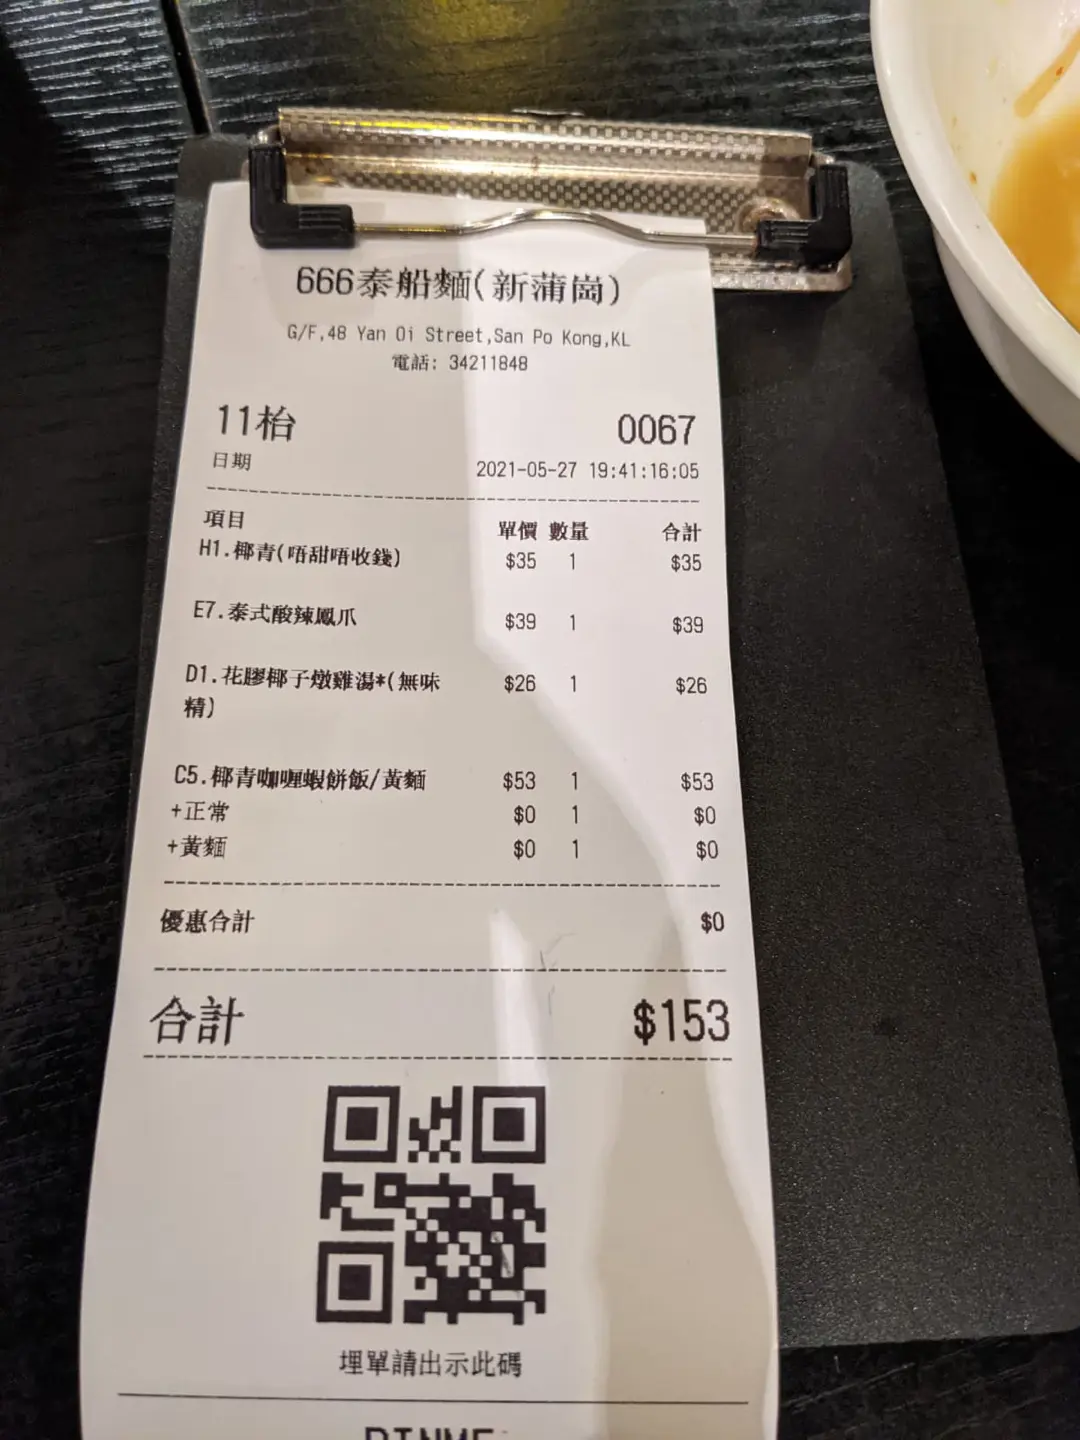 666泰船麵(新蒲崗)
G/F,48 Yan Oi Street,San Po Kong,KL
電話: 34211848
11枱 0067
日期 2021-05-27 19:41:16:05
項目 單價 數量 合計
H1.椰青(唔甜唔收錢) $35 1 $35
E7.泰式酸辣鳳爪 $39 1 $39
D1.花膠椰子燉雞湯*(無味 $26 1 $26
精)
C5.椰青咖喱蝦餅飯/黃麵 $53 1 $53
+正常 $0 1 $0
+黃麵 $0 1 $0
優惠合計 $0
合計 $153
埋單請出示此碼